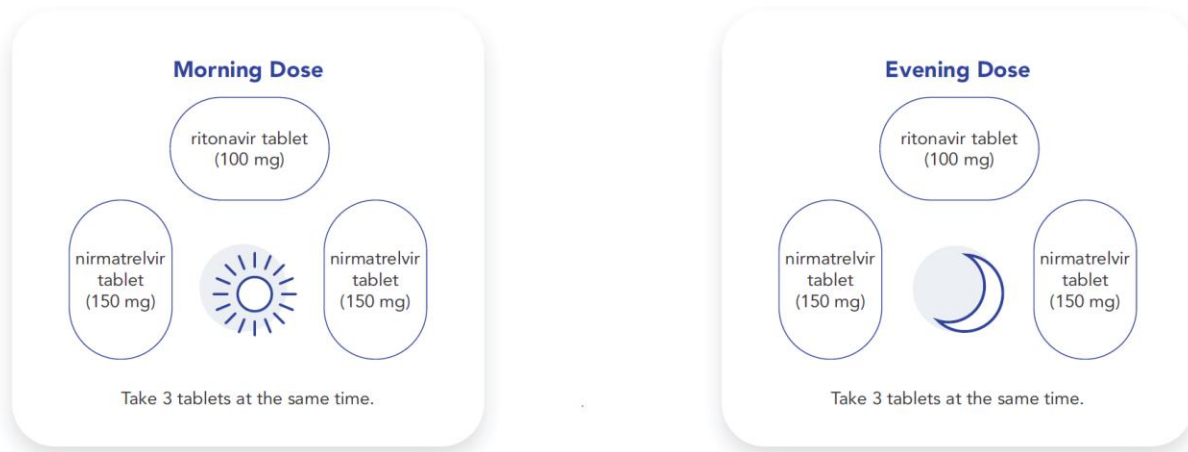 Morning Dose
ritonavir tablet
(100 mg)
nirmatrelvir
tablet
(150 mg)
nirmatrelvir
tablet
(150 mg)
Take 3 tablets at the same time.
Evening Dose
ritonavir tablet
(100 mg)
nirmatrelvir
tablet
(150 mg)
nirmatrelvir
tablet
(150 mg)
Take 3 tablets at the same time.